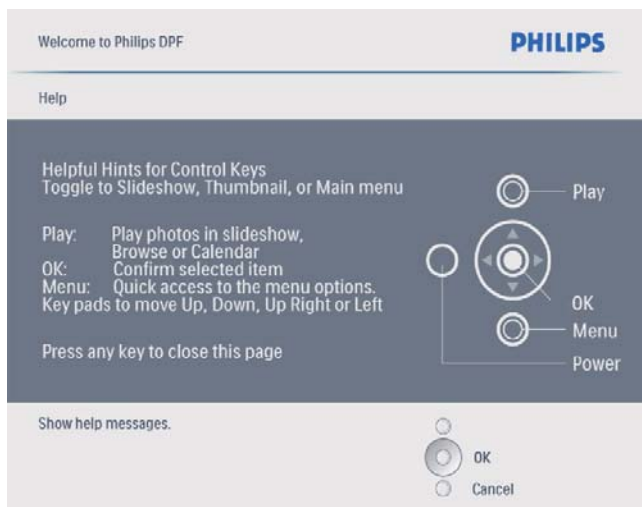 Welcome to Philips DPF
PHILIPS
Help
Helpful Hints for Control Keys
Toggle to Slideshow, Thumbnail, or Main menu
Play: Play photos in slideshow,
Browse or Calendar
OK: Confirm selected item
Menu: Quick access to the menu options.
Key pads to move Up, Down, Up Right or Left
Press any key to close this page
Play
OK
Menu
Power
Show help messages.
OK
Cancel